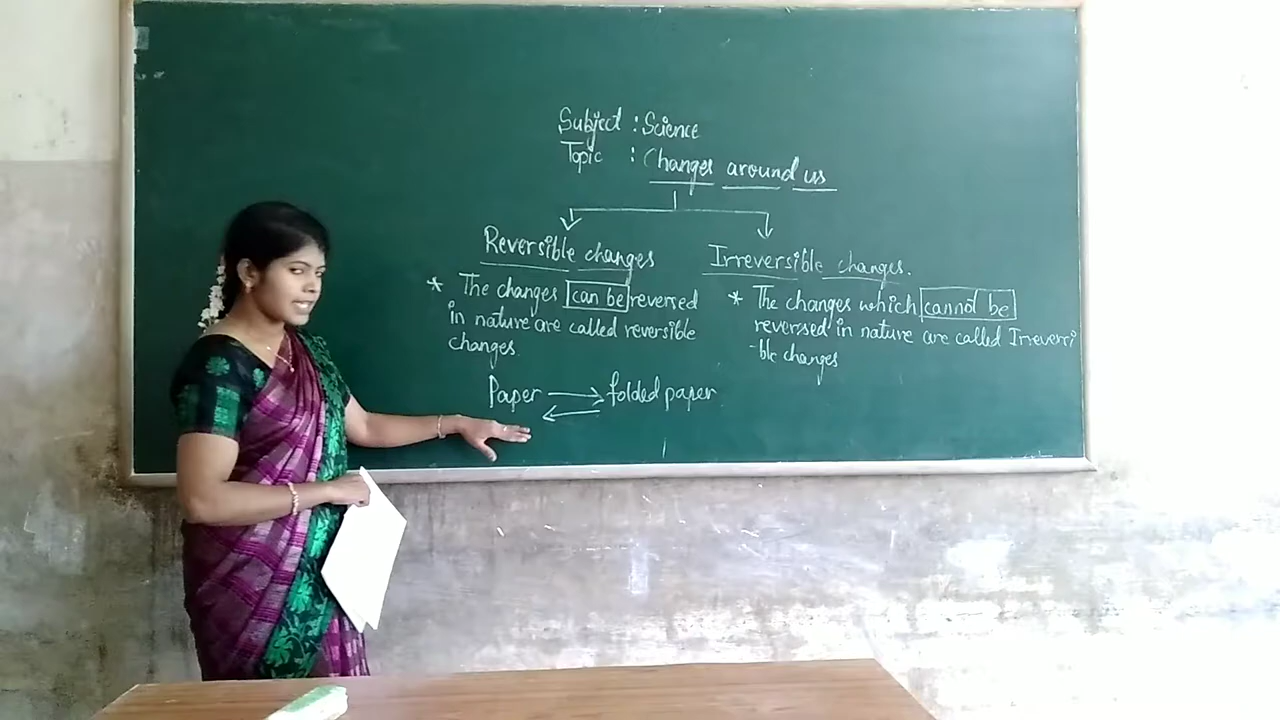 Subject : Science
Topic : Changes around us
Reversible changes
* The changes can be reversed
in nature are called reversible
changes.
Paper → folded paper
←
Irreversible changes.
* The changes which cannot be
reversed in nature are called Irreversi
-ble changes